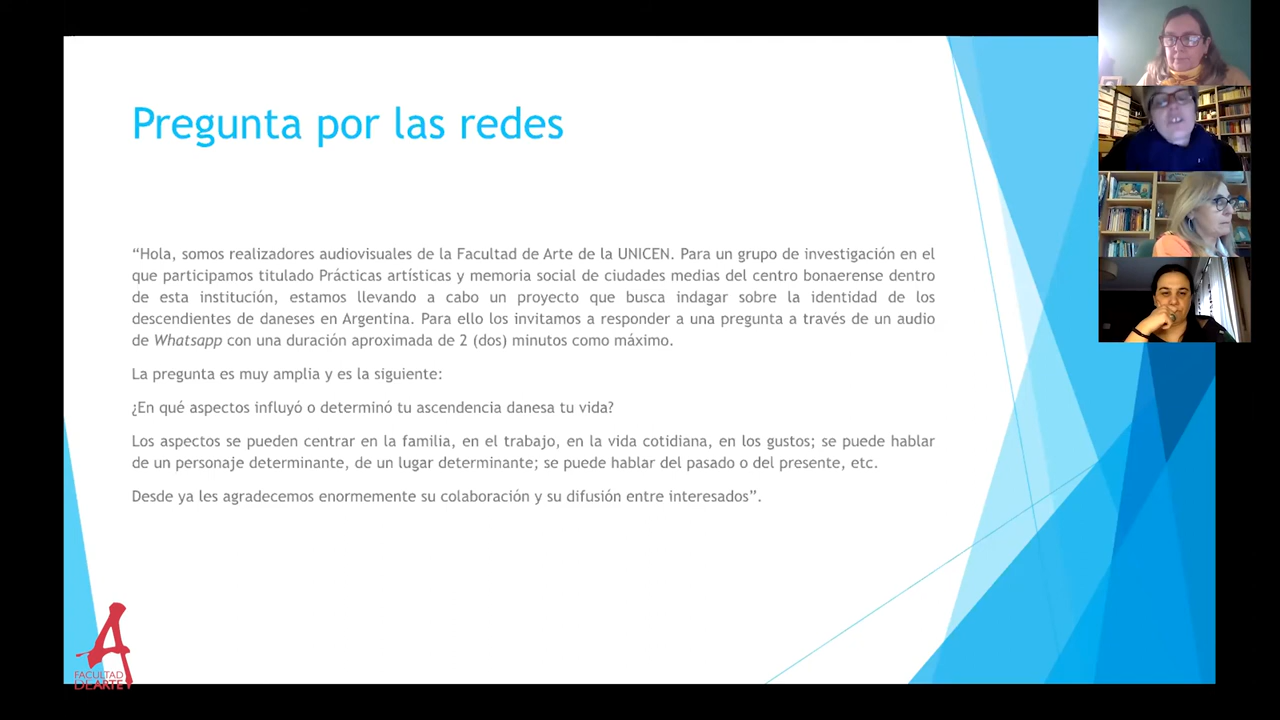 Pregunta por las redes
“Hola, somos realizadores audiovisuales de la Facultad de Arte de la UNICEN. Para un grupo de investigación en el
que participamos titulado Prácticas artísticas y memoria social de ciudades medias del centro bonaerense dentro
de esta institución, estamos llevando a cabo un proyecto que busca indagar sobre la identidad de los
descendientes de daneses en Argentina. Para ello los invitamos a responder a una pregunta a través de un audio
de Whatsapp con una duración aproximada de 2 (dos) minutos como máximo.
La pregunta es muy amplia y es la siguiente:
¿En qué aspectos influyó o determinó tu ascendencia danesa tu vida?
Los aspectos se pueden centrar en la familia, en el trabajo, en la vida cotidiana, en los gustos; se puede hablar
de un personaje determinante, de un lugar determinante; se puede hablar del pasado o del presente, etc.
Desde ya les agradecemos enormemente su colaboración y su difusión entre interesados”.
A
FACULTAD
DE ARTE